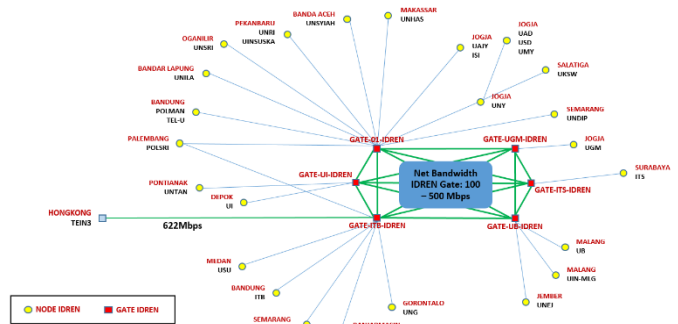 BANDA ACEH
UNSYIAH
MAKASSAR
UNHAS
PEKANBARU
UNRI
UINSUSKA
OGANILIR
UNSRI
JOGJA
UAJY
ISI
JOGJA
UAD
USD
UMY
BANDAR LAPUNG
UNILA
SALATIGA
UKSW
BANDUNG
POLMAN
TEL-U
JOGJA
UNY
SEMARANG
UNDIP
PALEMBANG
POLSRI
GATE-01-IDREN
GATE-UGM-IDREN
JOGJA
UGM
GATE-UI-IDREN
Net Bandwidth
IDREN Gate: 100
– 500 Mbps
GATE-ITS-IDREN
SURABAYA
ITS
PONTIANAK
UNTAN
DEPOK
UI
HONGKONG
TEIN3
622Mbps
GATE-ITB-IDREN
GATE-UB-IDREN
MALANG
UB
MEDAN
USU
MALANG
UIN-MLG
BANDUNG
ITB
JEMBER
UNEJ
GORONTALO
UNG
SEMARANG
NODE IDREN
GATE IDREN